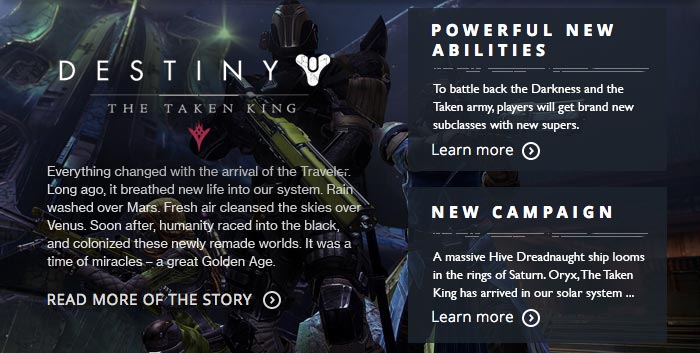 DESTINY
THE TAKEN KING
Everything changed with the arrival of the Traveler.
Long ago, it breathed new life into our system. Rain
washed over Mars. Fresh air cleansed the skies over
Venus. Soon after, humanity raced into the black,
and colonized these newly remade worlds. It was a
time of miracles – a great Golden Age.
READ MORE OF THE STORY
POWERFUL NEW
ABILITIES
To battle back the Darkness and the
Taken army, players will get brand new
subclasses with new supers.
Learn more
NEW CAMPAIGN
A massive Hive Dreadnaught ship looms
in the rings of Saturn. Oryx, The Taken
King has arrived in our solar system ...
Learn more